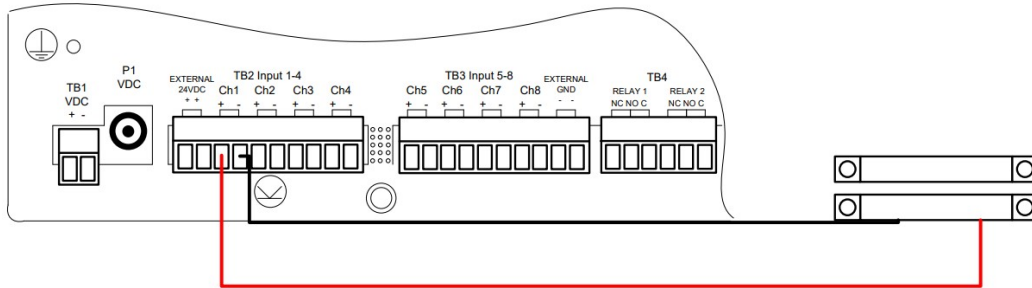 P1
VDC
TB1
VDC
+ -
EXTERNAL
24VDC
+ +
TB2 Input 1-4
Ch1 Ch2 Ch3 Ch4
+ - + - + - + -
TB3 Input 5-8
Ch5 Ch6 Ch7 Ch8
+ - + - + - + -
EXTERNAL
GND
- -
TB4
RELAY 1 RELAY 2
NC NO C NC NO C